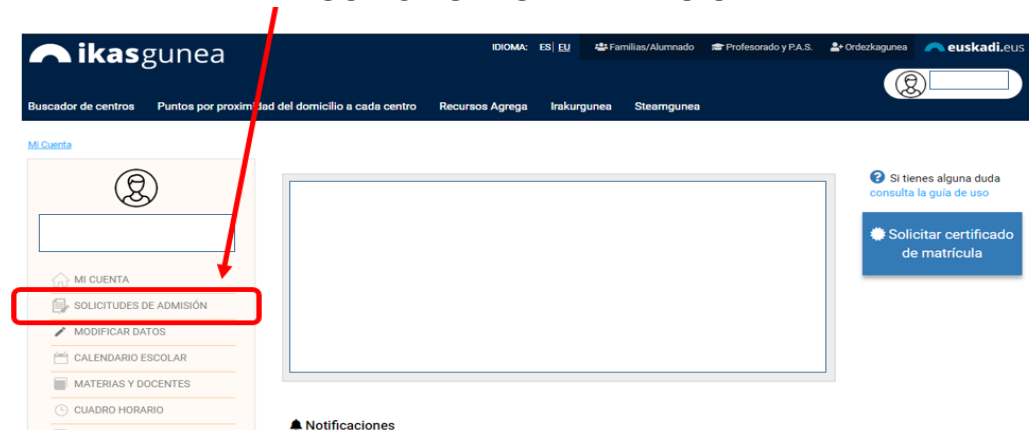 ikasgunea
IDIOMA: ES| EU Familias/Alumnado Profesorado y P.A.S. Ordezkagunea euskadi.eus
Buscador de centros Puntos por proximidad del domicilio a cada centro Recursos Agrega Irakurgunea Steamgunea
Mi Cuenta
MI CUENTA
SOLICITUDES DE ADMISIÓN
MODIFICAR DATOS
CALENDARIO ESCOLAR
MATERIAS Y DOCENTES
CUADRO HORARIO
Notificaciones
Si tienes alguna duda
consulta la guía de uso
Solicitar certificado
de matrícula